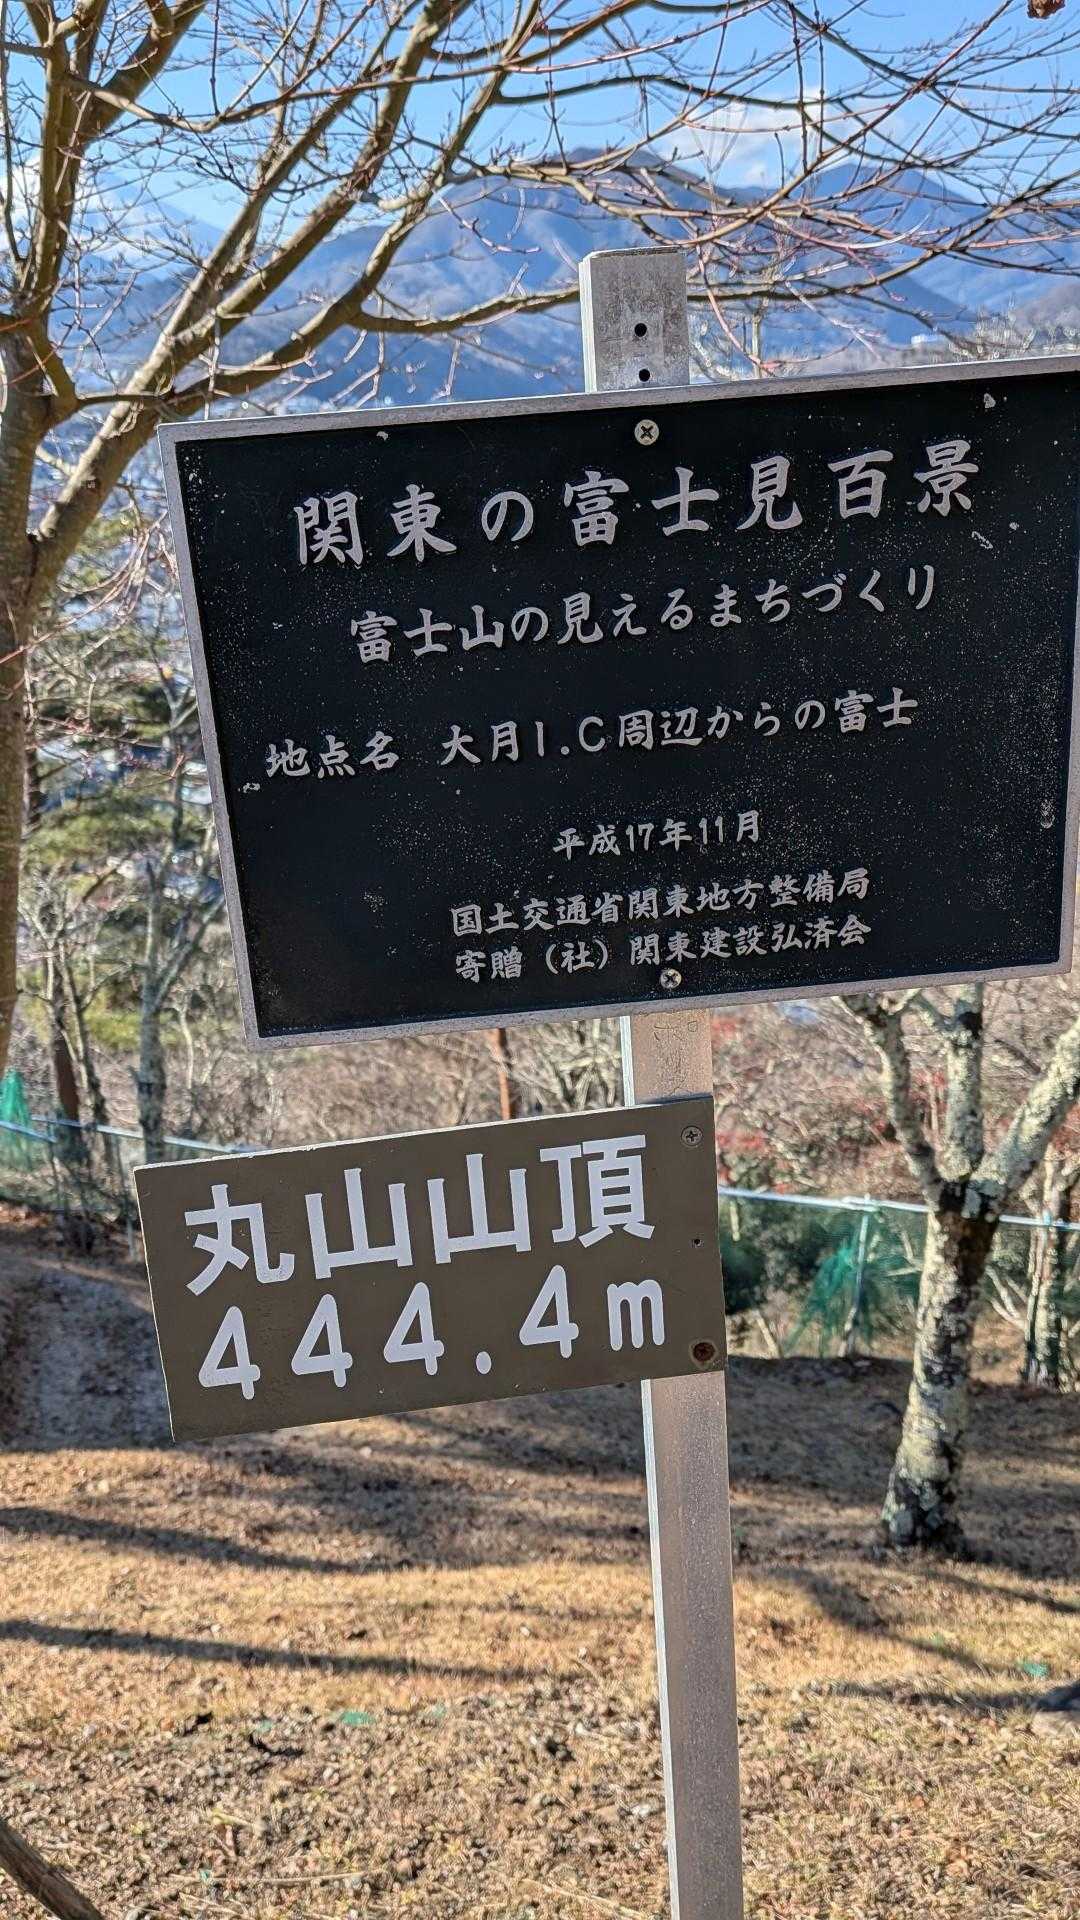 関東の富士見百景
富士山の見えるまちづくり
地点名 大月I.C周辺からの富士
平成17年11月
国土交通省関東地方整備局
寄贈（社）関東建設弘済会
丸山山頂
444.4m